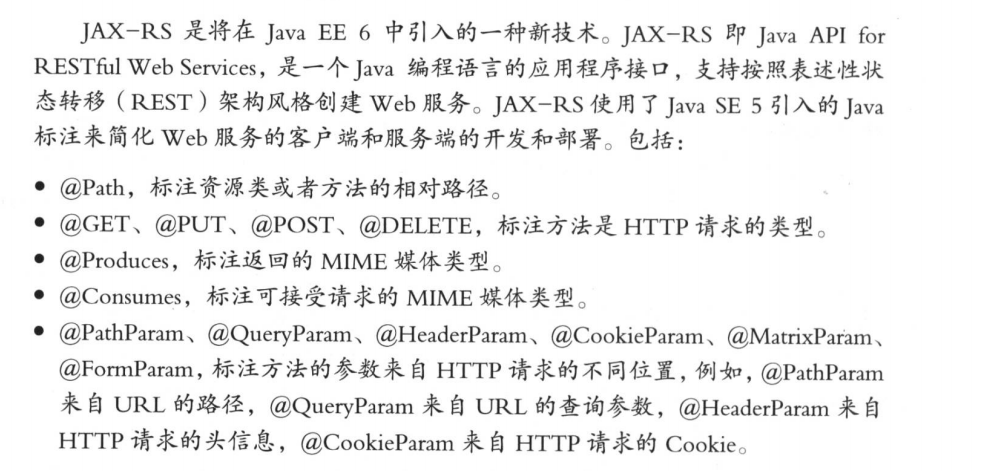 JAX-RS 是将在 Java EE 6 中引入的一种新技术。JAX-RS 即 Java API for
RESTful Web Services，是一个 Java 编程语言的应用程序接口，支持按照表述性状
态转移（REST）架构风格创建 Web 服务。JAX-RS 使用了 Java SE 5 引入的 Java
标注来简化 Web 服务的客户端和服务端的开发和部署。包括：
• @Path，标注资源类或者方法的相对路径。
• @GET、@PUT、@POST、@DELETE，标注方法是 HTTP 请求的类型。
• @Produces，标注返回的 MIME 媒体类型。
• @Consumes，标注可接受请求的 MIME 媒体类型。
• @PathParam、@QueryParam、@HeaderParam、@CookieParam、@MatrixParam、
@FormParam，标注方法的参数来自 HTTP 请求的不同位置，例如，@PathParam
来自 URL 的路径，@QueryParam 来自 URL 的查询参数，@HeaderParam 来自
HTTP 请求的头信息，@CookieParam 来自 HTTP 请求的 Cookie。